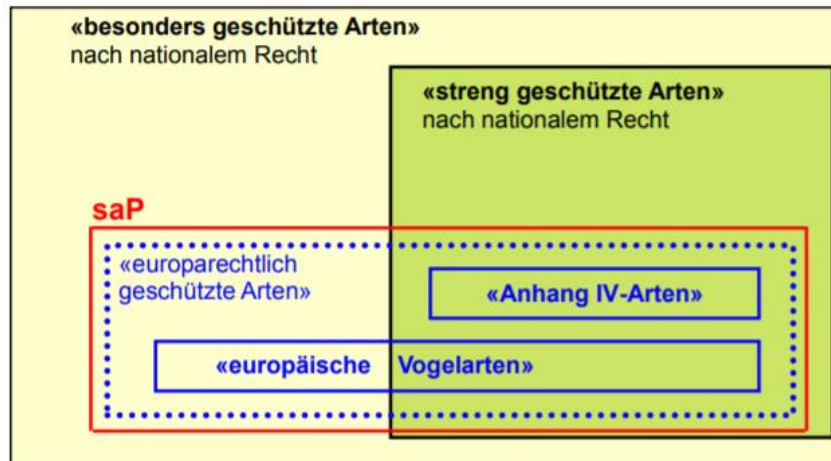 «besonders geschützte Arten»
nach nationalem Recht
«streng geschützte Arten»
nach nationalem Recht
saP
«europarechtlich
geschützte Arten»
«Anhang IV-Arten»
«europäische Vogelarten»